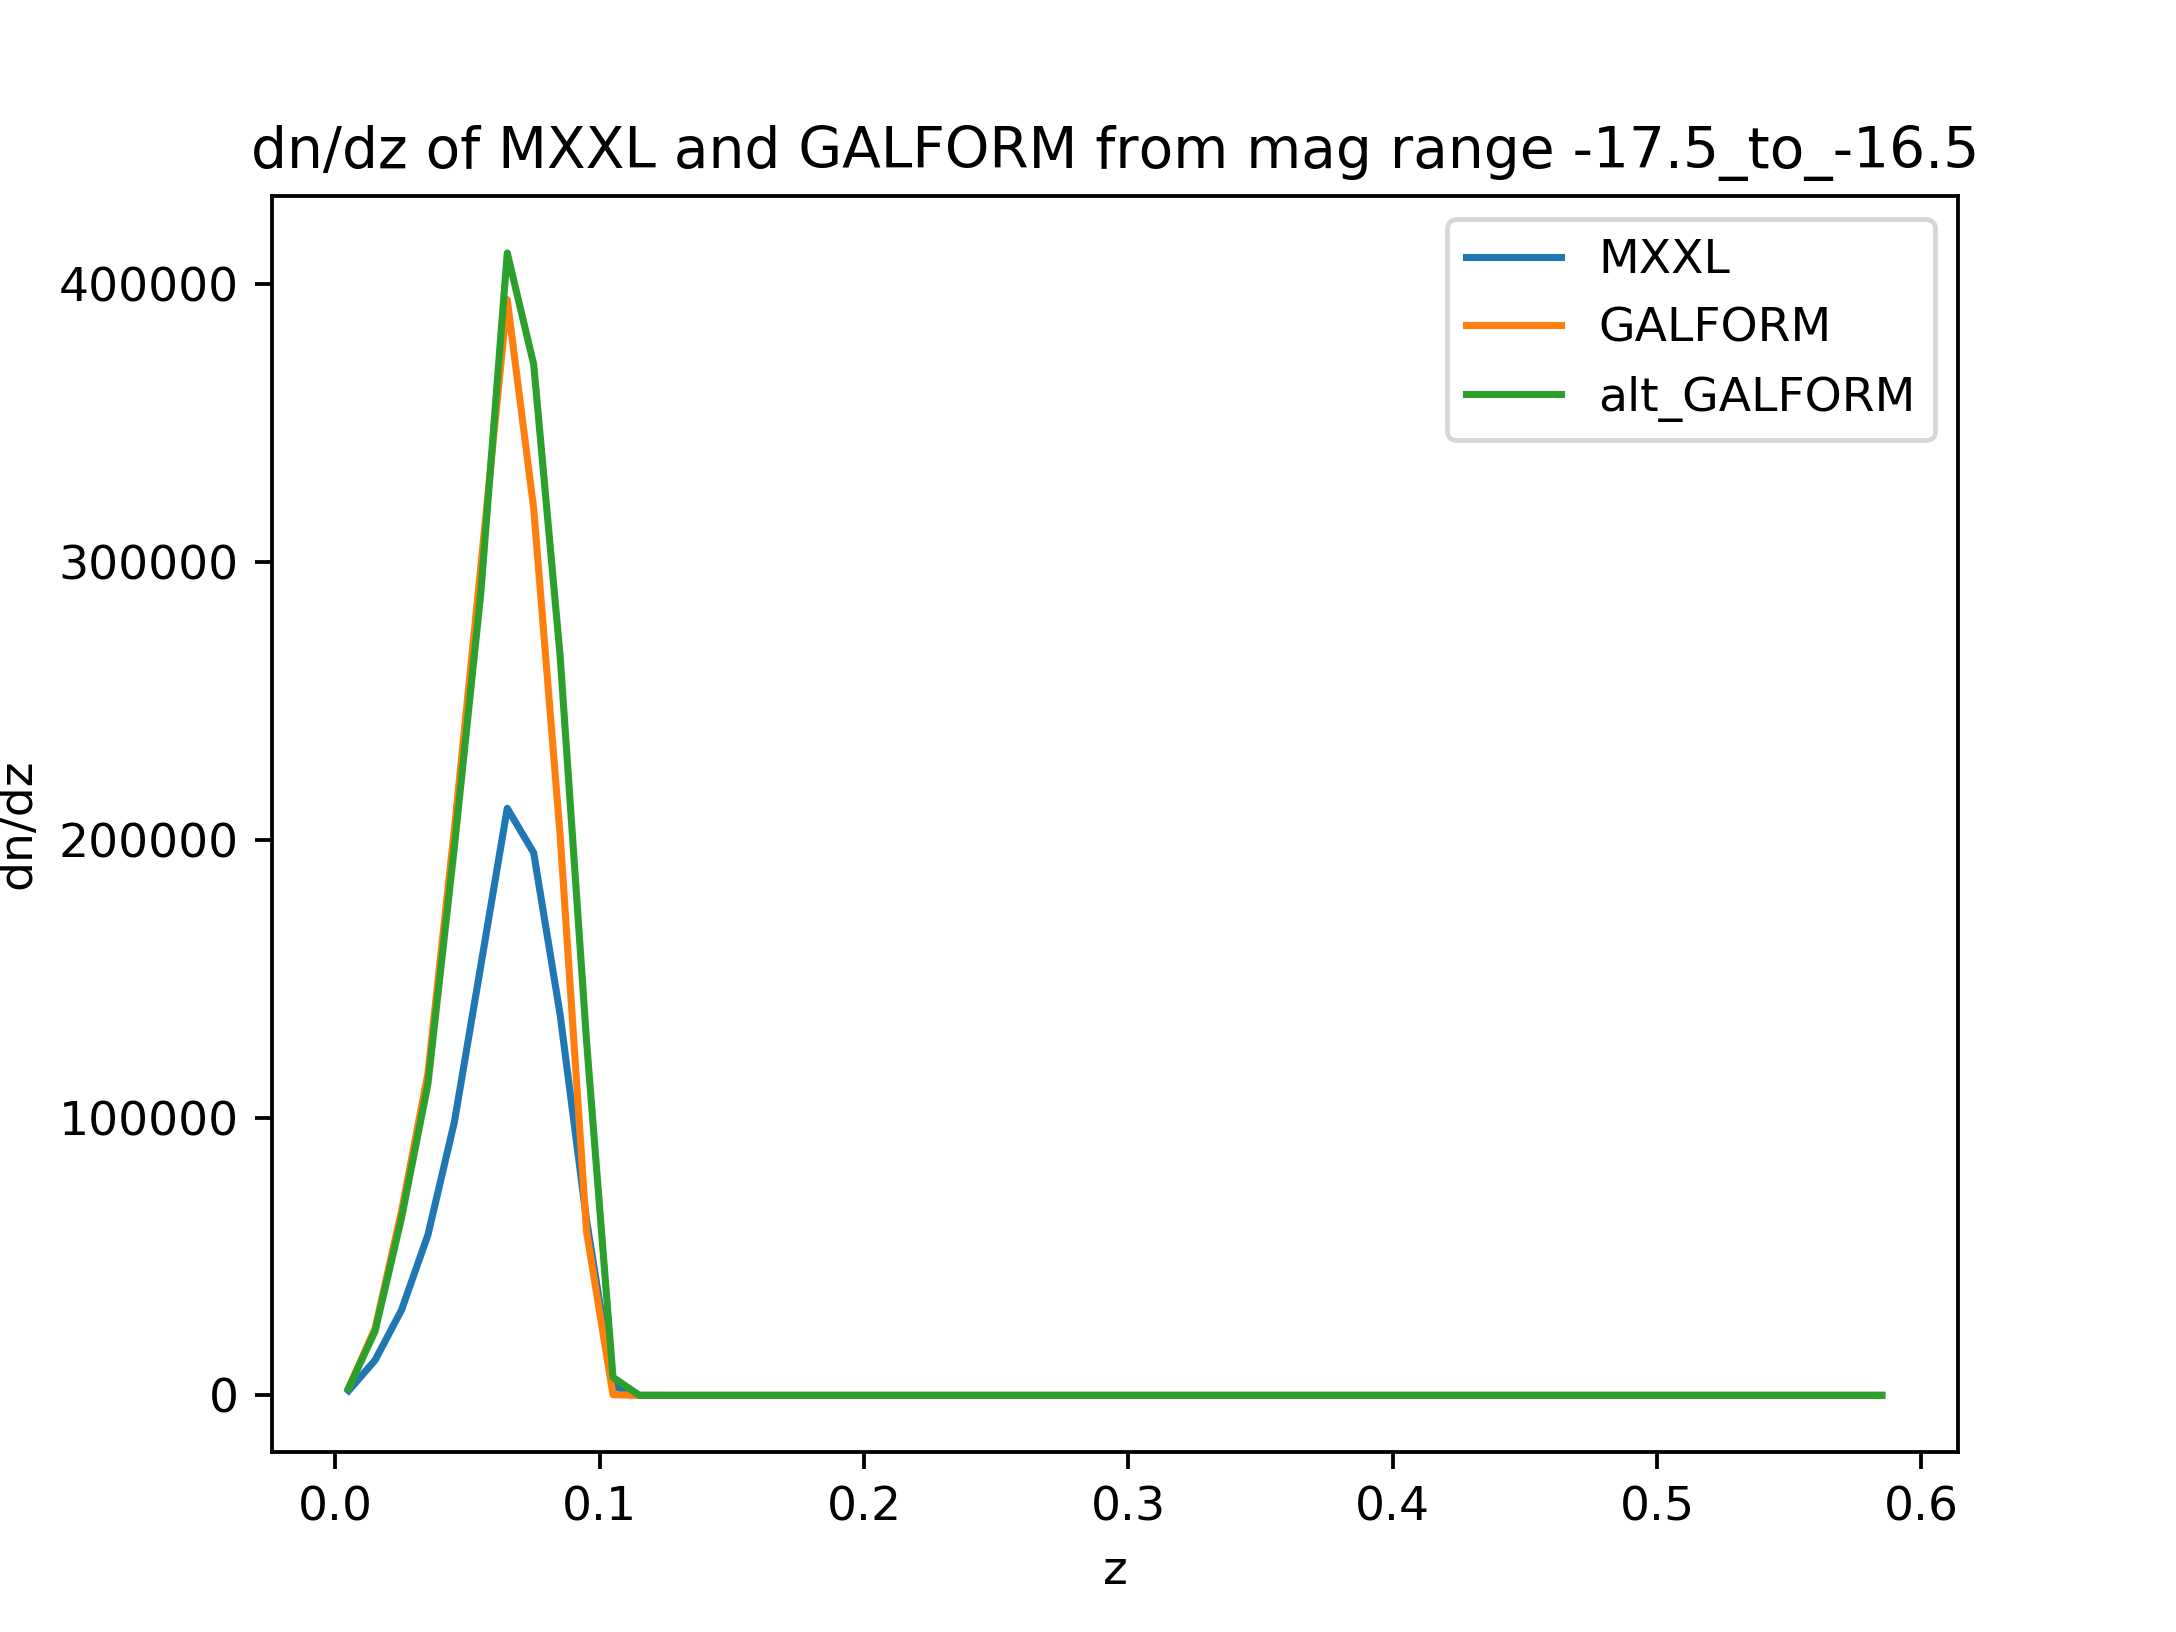 dn/dz of MXXL and GALFORM from mag range -17.5_to_-16.5
MXXL
GALFORM
alt_GALFORM
dn/dz
400000
300000
200000
100000
0
0.0 0.1 0.2 0.3 0.4 0.5 0.6
z